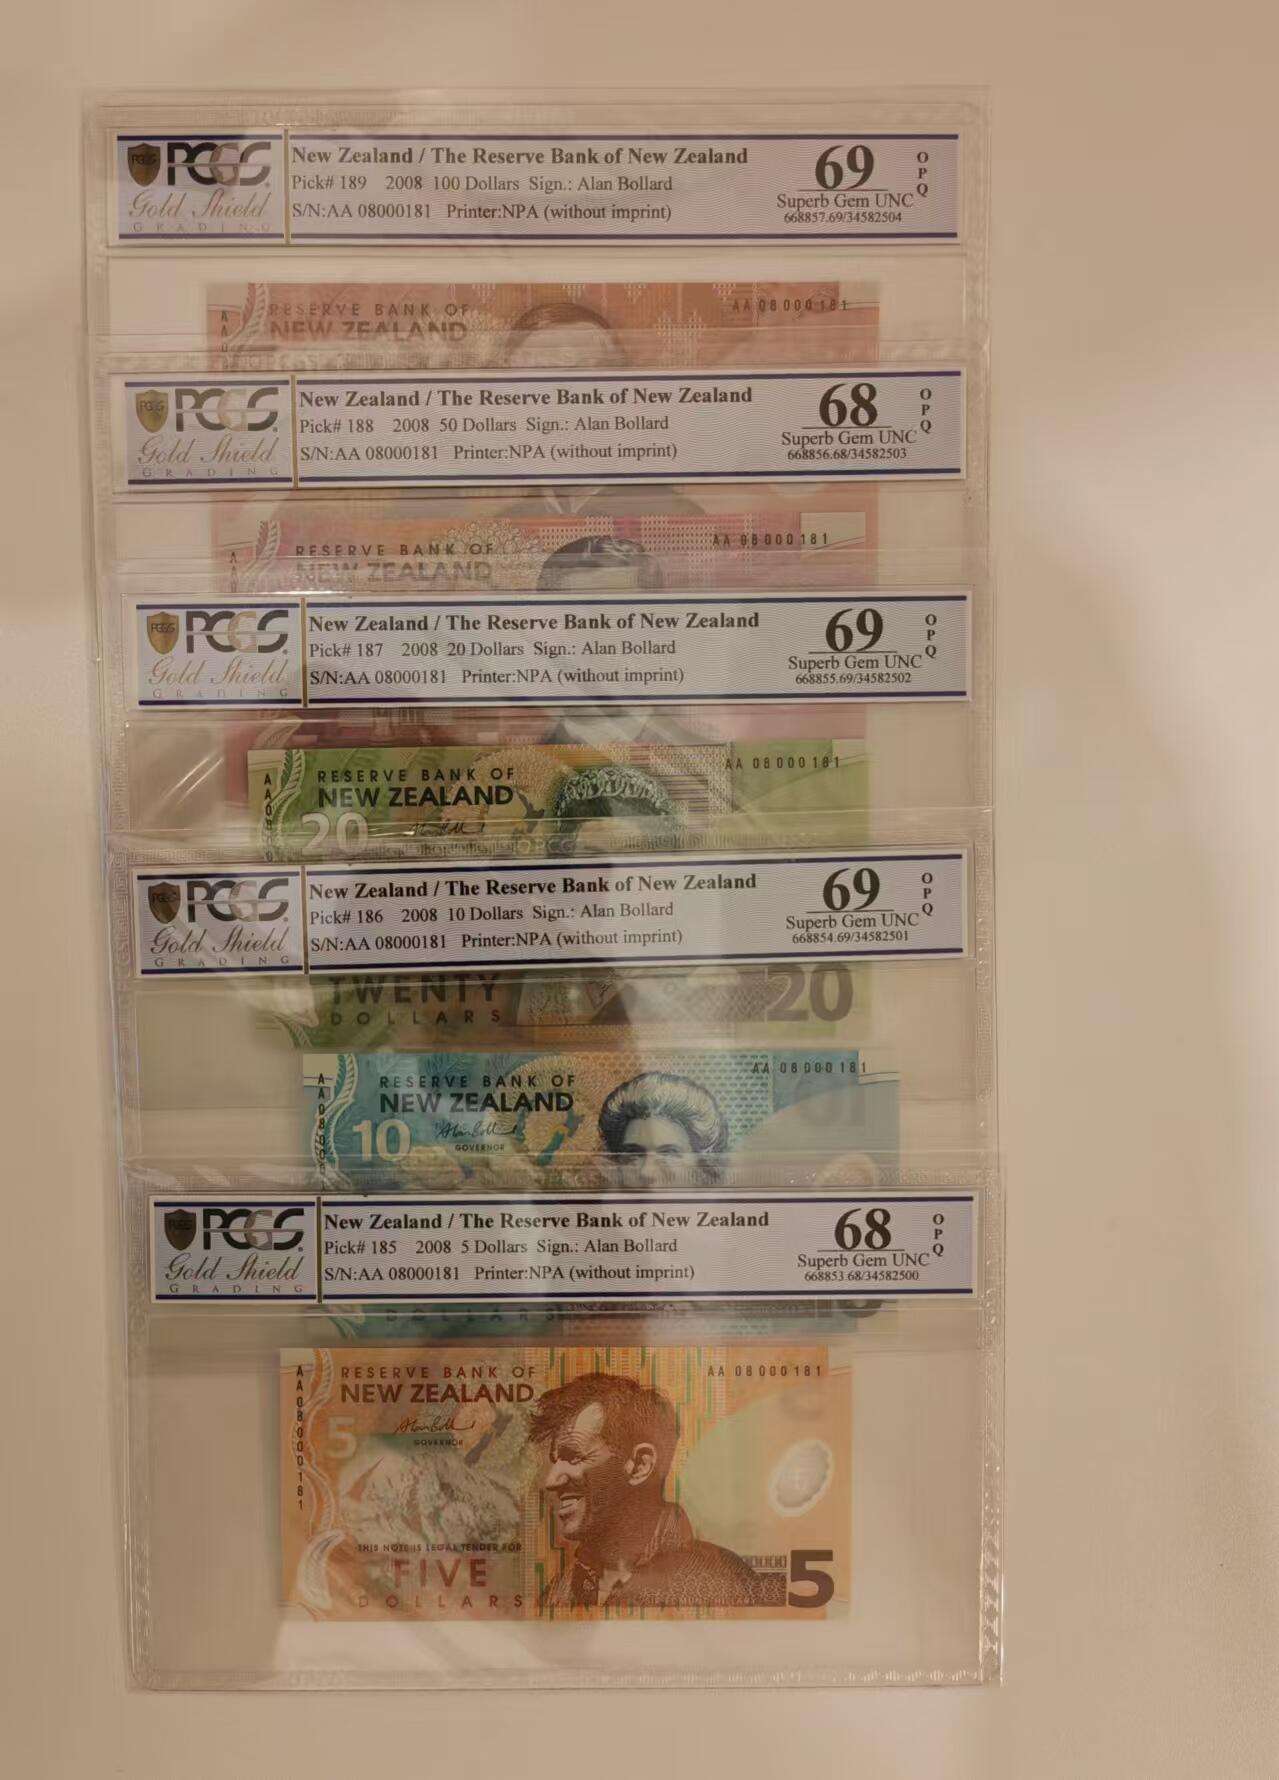 PCGS
Gold Shield
GRADING
New Zealand / The Reserve Bank of New Zealand
Pick# 189 2008 100 Dollars Sign.: Alan Bollard
S/N:AA 08000181 Printer:NPA (without imprint)
69
OPQ
Superb Gem UNC
668857.69/34582504
RESERVE BANK OF
NEW ZEALAND
AA 08000181
PCGS
Gold Shield
GRADING
New Zealand / The Reserve Bank of New Zealand
Pick# 188 2008 50 Dollars Sign.: Alan Bollard
S/N:AA 08000181 Printer:NPA (without imprint)
68
OPQ
Superb Gem UNC
668856.68/34582503
RESERVE BANK OF
NEW ZEALAND
AA 08000181
PCGS
Gold Shield
GRADING
New Zealand / The Reserve Bank of New Zealand
Pick# 187 2008 20 Dollars Sign.: Alan Bollard
S/N:AA 08000181 Printer:NPA (without imprint)
69
OPQ
Superb Gem UNC
668855.69/34582502
RESERVE BANK OF
NEW ZEALAND
AA 08000181
20
PCGS
Gold Shield
GRADING
New Zealand / The Reserve Bank of New Zealand
Pick# 186 2008 10 Dollars Sign.: Alan Bollard
S/N:AA 08000181 Printer:NPA (without imprint)
69
OPQ
Superb Gem UNC
668854.69/34582501
TWENTY
DOLLARS
20
RESERVE BANK OF
NEW ZEALAND
AA 08000181
10
GOVERNOR
PCGS
Gold Shield
GRADING
New Zealand / The Reserve Bank of New Zealand
Pick# 185 2008 5 Dollars Sign.: Alan Bollard
S/N:AA 08000181 Printer:NPA (without imprint)
68
OPQ
Superb Gem UNC
668853.68/34582500
DOLLARS
RESERVE BANK OF
NEW ZEALAND
AA 08000181
AA08000181
5
GOVERNOR
THIS NOTE IS LEGAL TENDER FOR
FIVE
DOLLARS
SIR EDMUND HILLARY
5